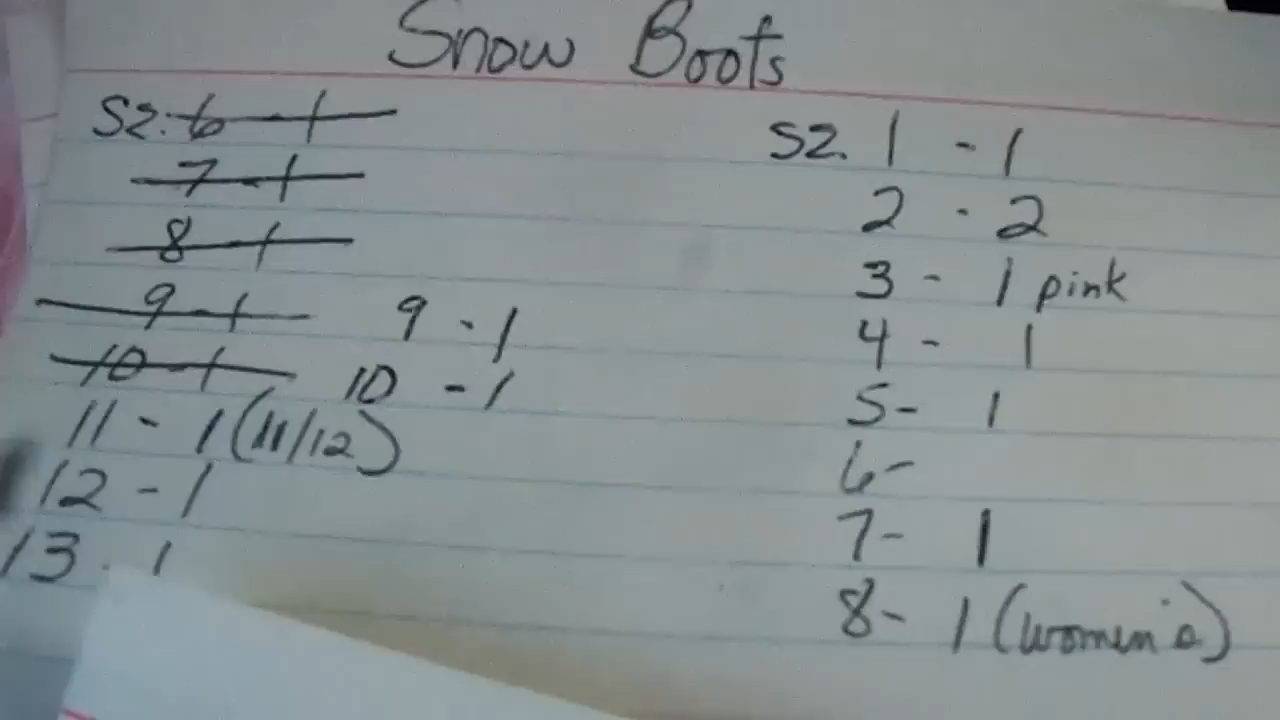 Snow Boots
Sz. 6 - 1
7 - 1
8 - 1
9 - 1 9 - 1
10 - 1 10 - 1
11 - 1 (11/12)
12 - 1
13 - 1
Sz. 1 - 1
2 - 2
3 - 1 pink
4 - 1
5 - 1
6 -
7 - 1
8 - 1 (women's)